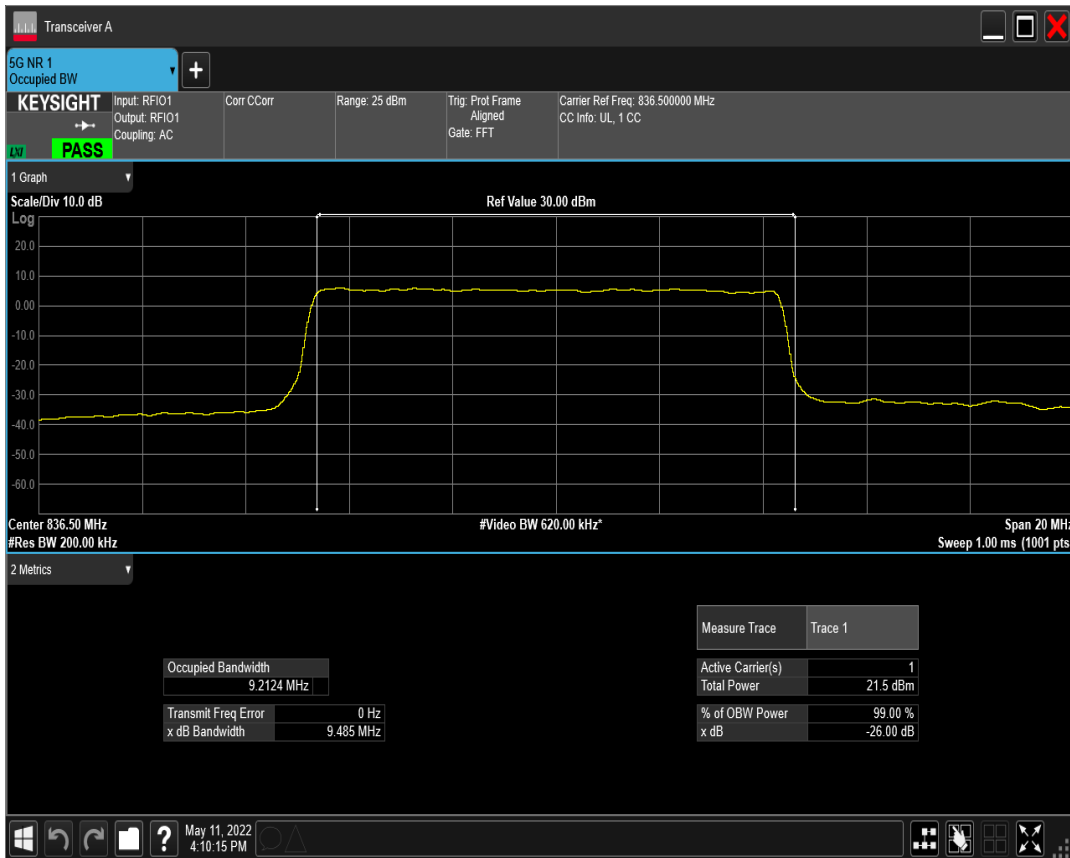 Transceiver A
5G NR 1
Occupied BW
+
KEYSIGHT
LXI
PASS
Input: RFIO1
Output: RFIO1
Coupling: AC
Corr CCorr
Range: 25 dBm
Trig: Prot Frame
Aligned
Gate: FFT
Carrier Ref Freq: 836.500000 MHz
CC Info: UL, 1 CC
1 Graph
Scale/Div 10.0 dB
Ref Value 30.00 dBm
Log
20.0
10.0
0.00
-10.0
-20.0
-30.0
-40.0
-50.0
-60.0
Center 836.50 MHz
#Video BW 620.00 kHz*
Span 20 MHz
#Res BW 200.00 kHz
Sweep 1.00 ms (1001 pts
2 Metrics
Measure Trace Trace 1
Occupied Bandwidth
9.2124 MHz
Active Carrier(s) 1
Total Power 21.5 dBm
Transmit Freq Error 0 Hz
x dB Bandwidth 9.485 MHz
% of OBW Power 99.00 %
x dB -26.00 dB
?
May 11, 2022
4:10:15 PM